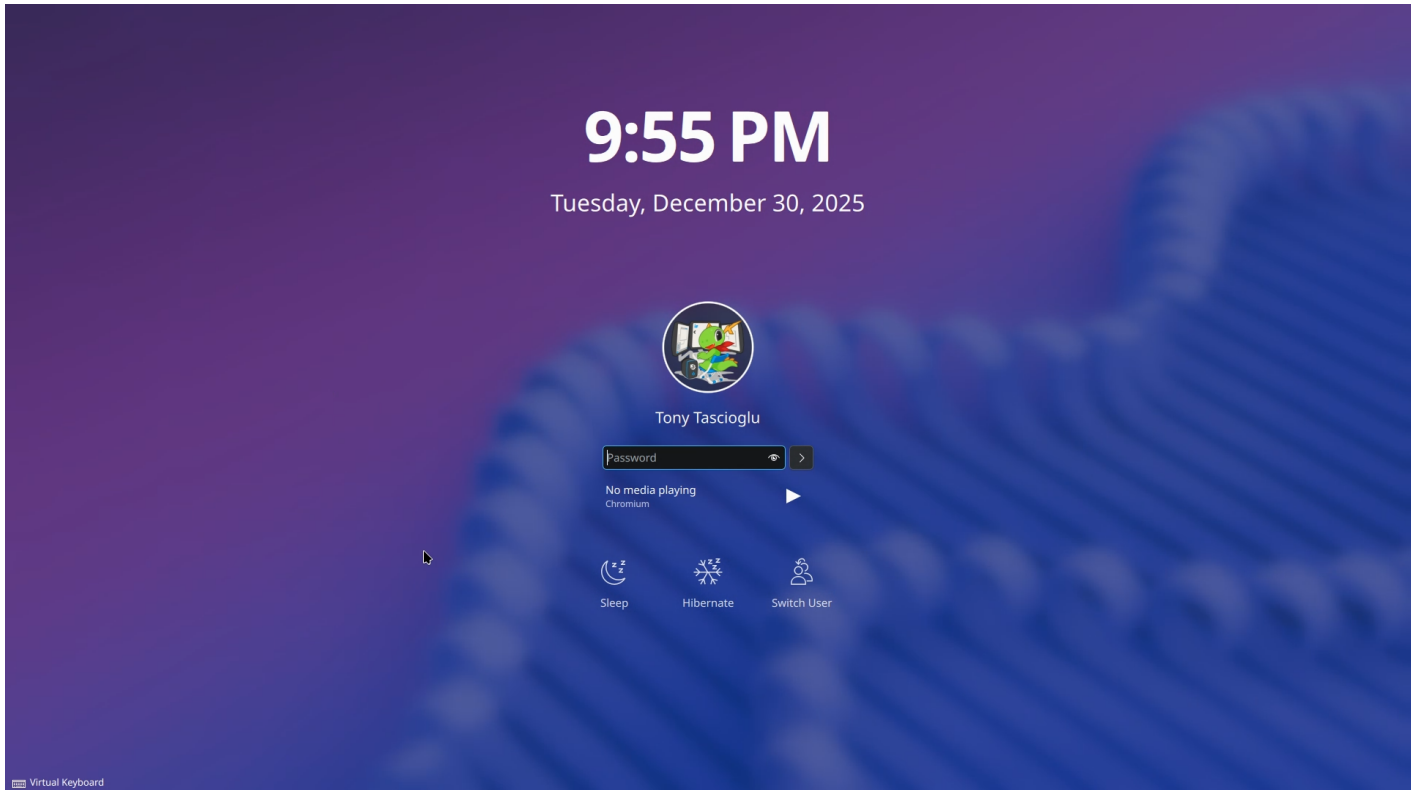 9:55 PM
Tuesday, December 30, 2025
Tony Tascioglu
Password
No media playing
Chromium
Sleep
Hibernate
Switch User
Virtual Keyboard